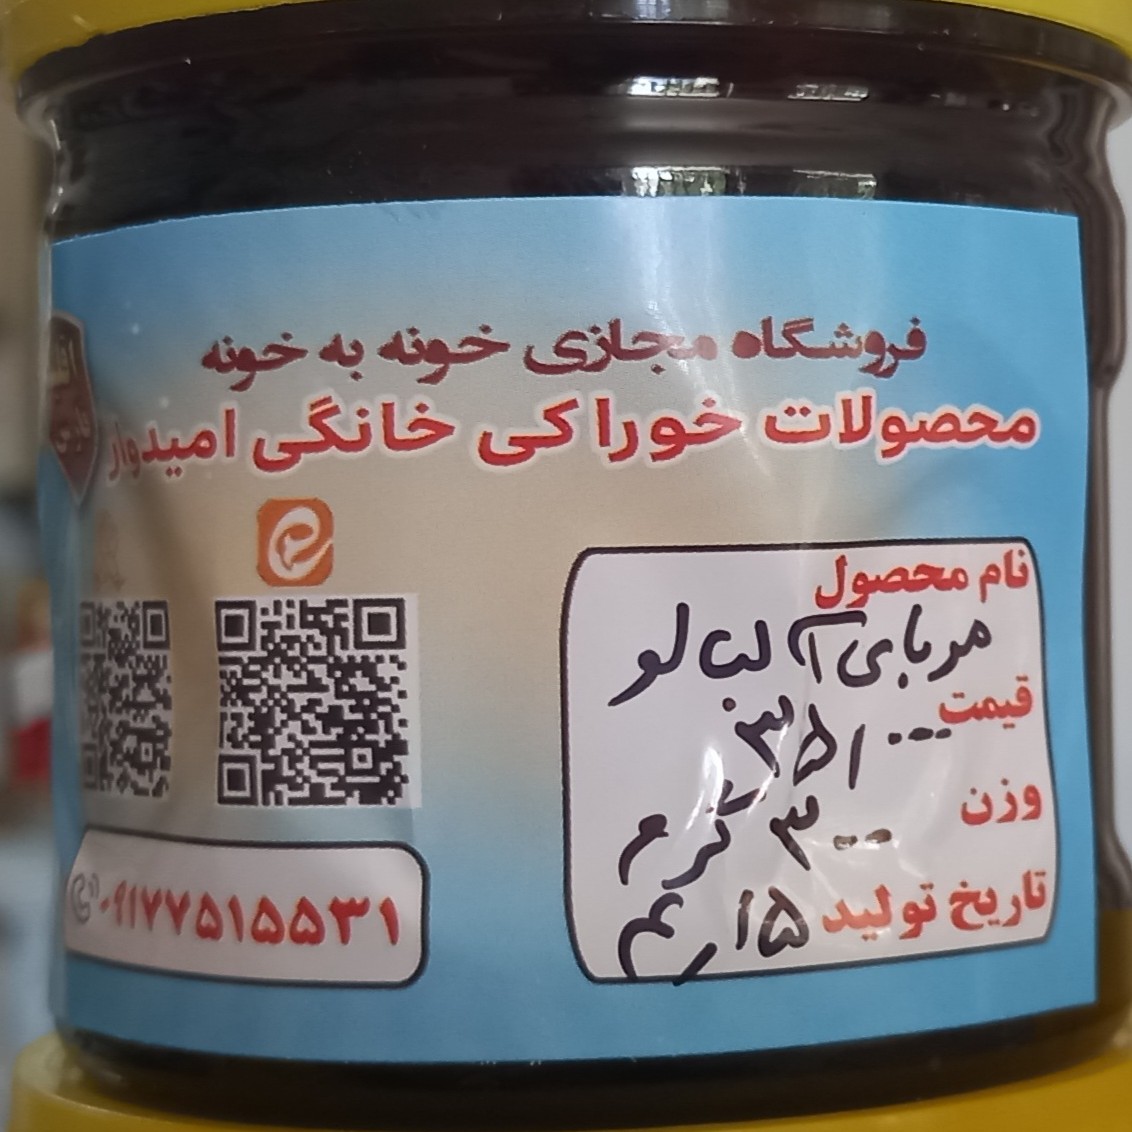 فروشگاه مجازی خونه به خونه
محصولات خوراکی خانگی امیدوار
نام محصول
مربای آلبالو
قیمت
وزن
۳۰۰ گرم
تاریخ تولید
۱۵
۰۹۱۷۷۵۱۵۵۳۱